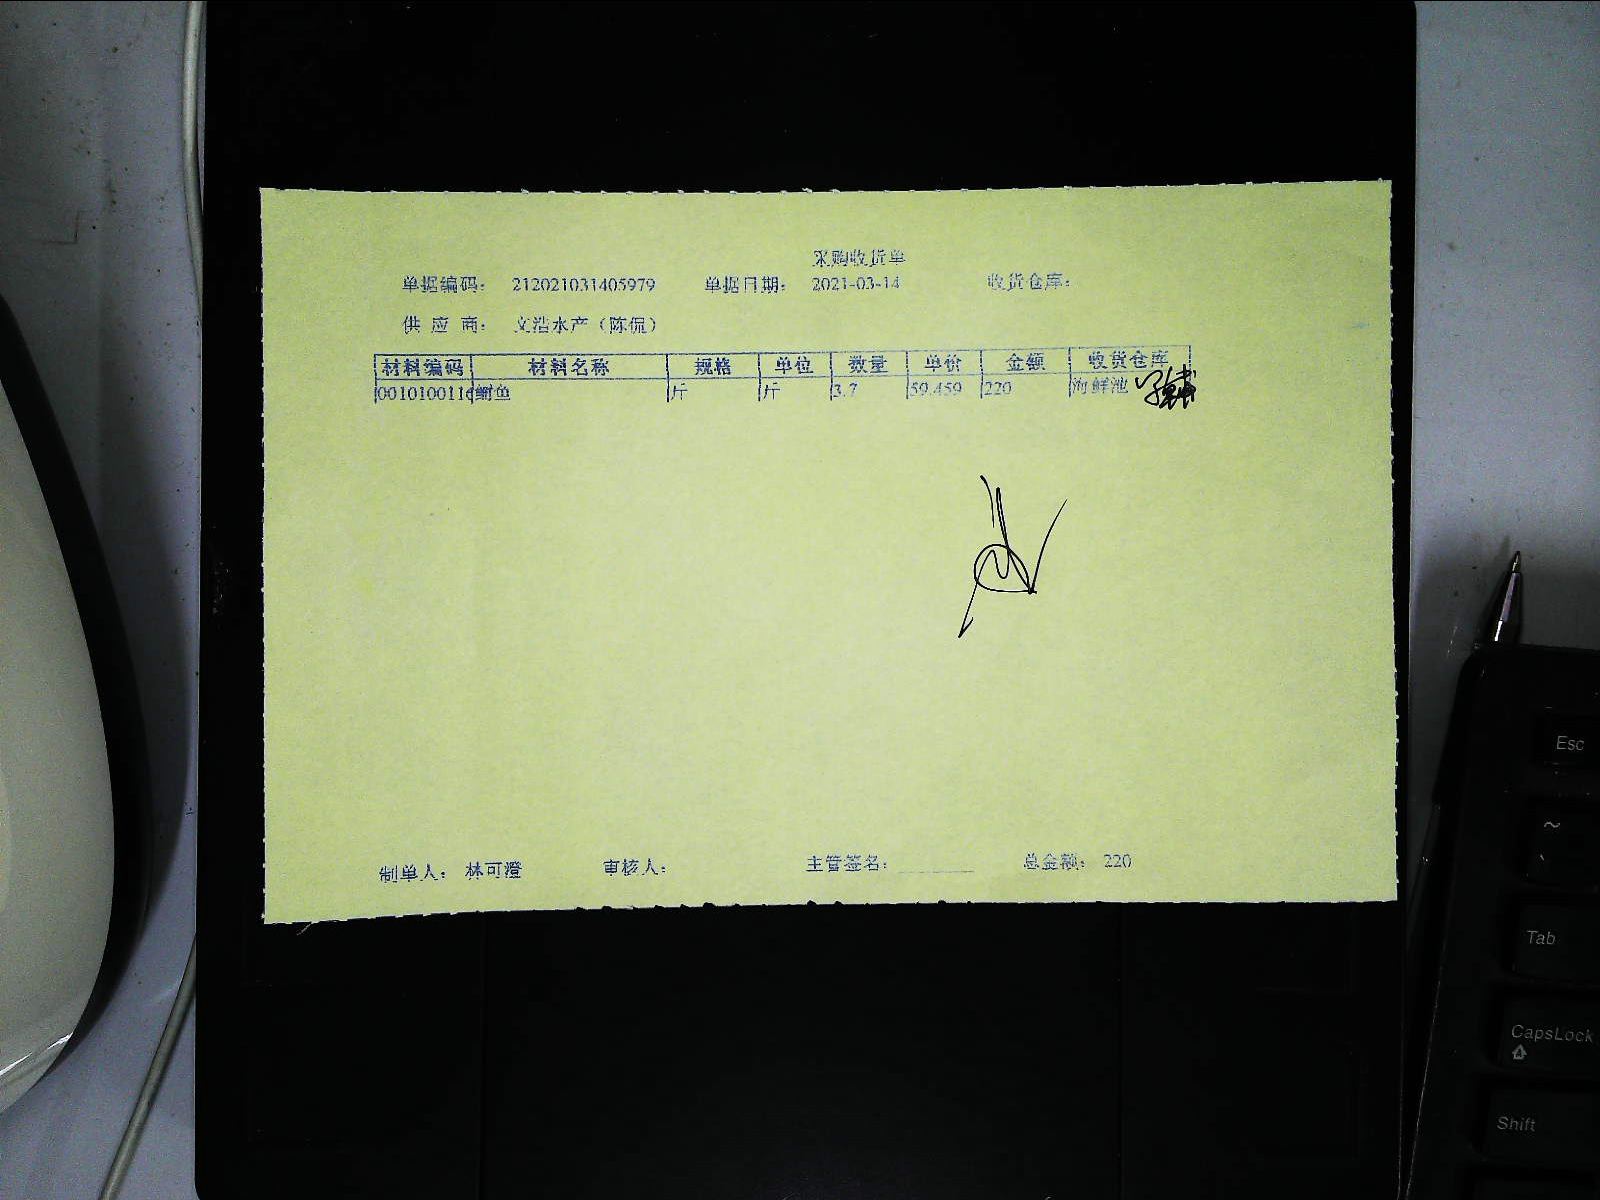 采购收货单
单据编码： 212021031405979 单据日期： 2021-03-14 收货仓库：
供 应 商： 文浩水产（陈侃）
材料编码 材料名称 规格 单位 数量 单价 金额 收货仓库
001010011 鲥鱼 斤 斤 3.7 59.459 220 海鲜池
制单人： 林可澄 审核人： 主管签名： 总金额： 220
Esc
~
Tab
CapsLock
Shift